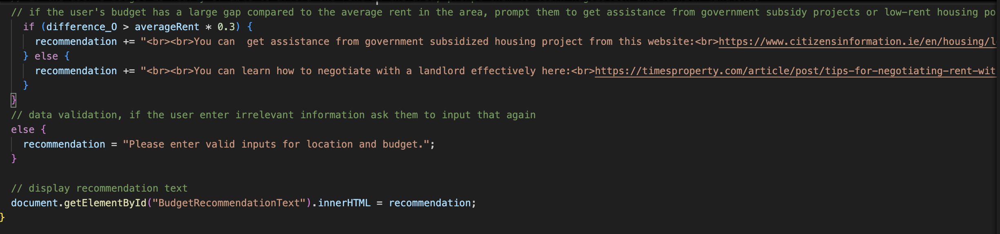 // if the user's budget has a large gap compared to the average rent in the area, prompt them to get assistance from government subsidy projects or low-rent housing po
if (difference_O > averageRent * 0.3) {
recommendation += "<br><br>You can  get assistance from government subsidized housing project from this website:<br>https://www.citizensinformation.ie/en/housing/l
} else {
recommendation += "<br><br>You can learn how to negotiate with a landlord effectively here:<br>https://timesproperty.com/article/post/tips-for-negotiating-rent-wit
}
}
// data validation, if the user enter irrelevant information ask them to input that again
else {
recommendation = "Please enter valid inputs for location and budget.";
}
// display recommendation text
document.getElementById("BudgetRecommendationText").innerHTML = recommendation;
}